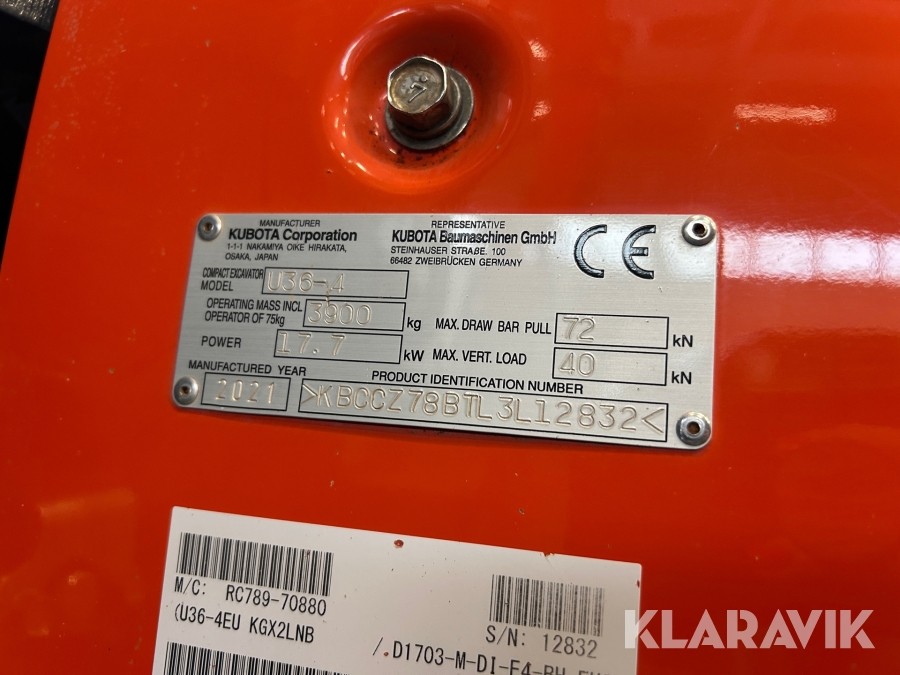 7
MANUFACTURER
KUBOTA Corporation
1-1-1 NAKAMIYA OIKE HIRAKATA,
OSAKA, JAPAN
REPRESENTATIVE
KUBOTA Baumaschinen GmbH
STEINHAUSER STRAßE. 100
66482 ZWEIBRÜCKEN GERMANY
CE
COMPACT EXCAVATOR
MODEL U36-4
OPERATING MASS INCL.
OPERATOR OF 75kg 3900 kg
MAX. DRAW BAR PULL 72 kN
POWER 17.7 kW
MAX. VERT. LOAD 40 kN
MANUFACTURED YEAR
2021
PRODUCT IDENTIFICATION NUMBER
>KBCCZ78BTL3L12832<
M/C: RC789-70880
(U36-4EU KGX2LNB
S/N: 12832
/.D1703-M-DI-E4-BH
KLARAVIK